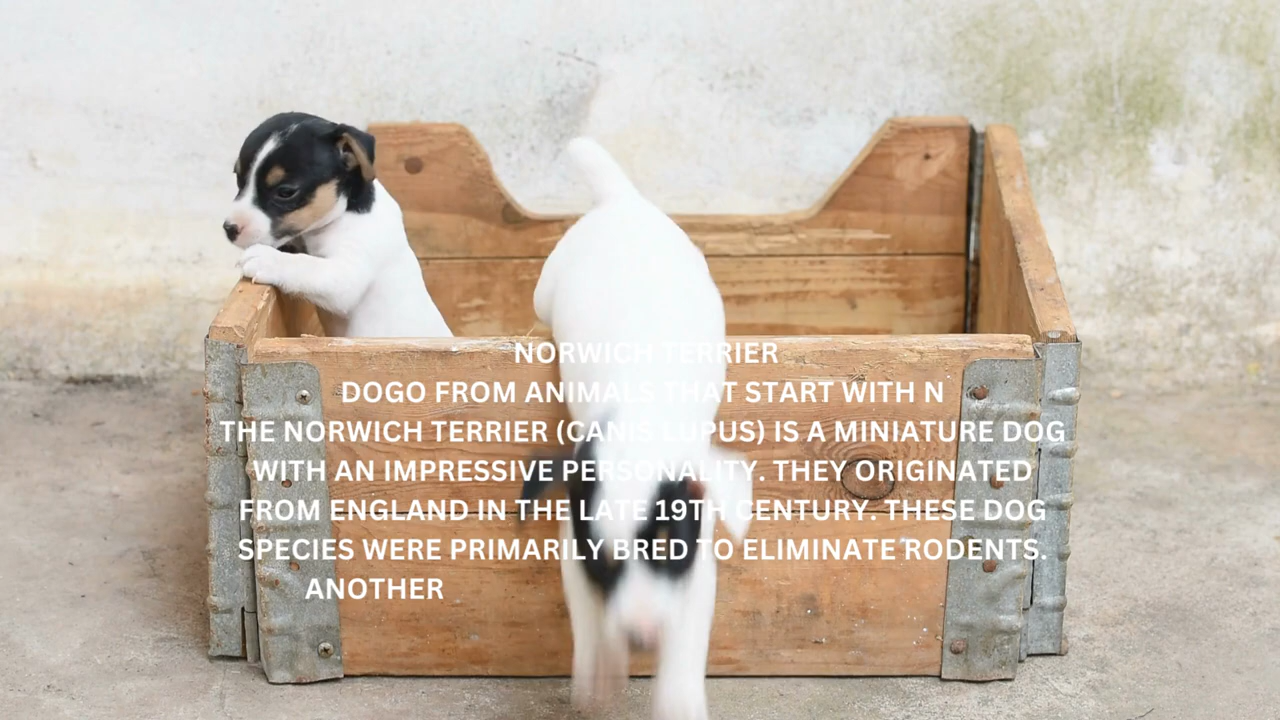 NORWICH TERRIER
DOGO FROM ANIMALS THAT START WITH N
THE NORWICH TERRIER (CANIS LUPUS) IS A MINIATURE DOG
WITH AN IMPRESSIVE PERSONALITY. THEY ORIGINATED
FROM ENGLAND IN THE LATE 19TH CENTURY. THESE DOG
SPECIES WERE PRIMARILY BRED TO ELIMINATE RODENTS.
ANOTHER